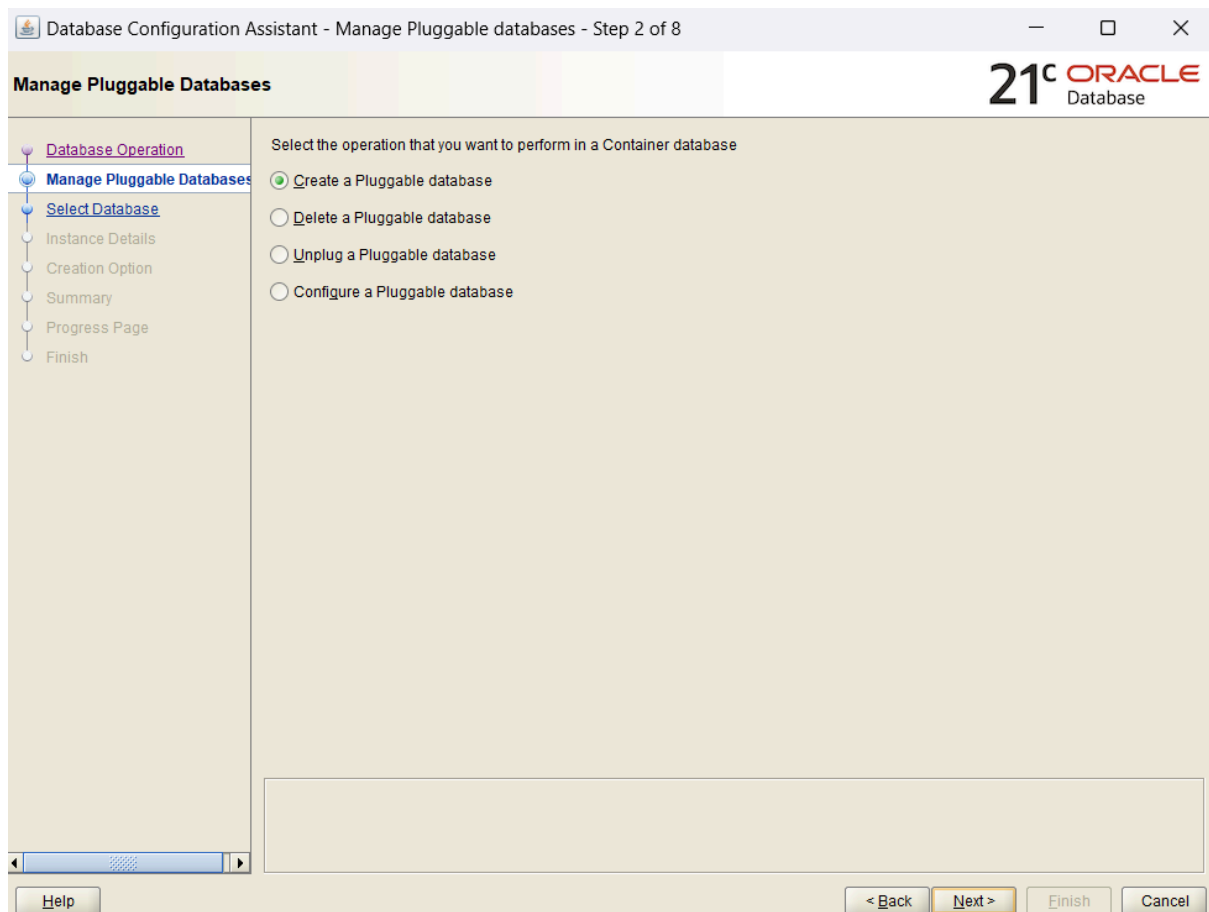 Database Configuration Assistant - Manage Pluggable databases - Step 2 of 8
Manage Pluggable Databases
21c ORACLE
Database
Database Operation
Manage Pluggable Databases
Select Database
Instance Details
Creation Option
Summary
Progress Page
Finish
Select the operation that you want to perform in a Container database
Create a Pluggable database
Delete a Pluggable database
Unplug a Pluggable database
Configure a Pluggable database
Help
< Back
Next >
Finish
Cancel